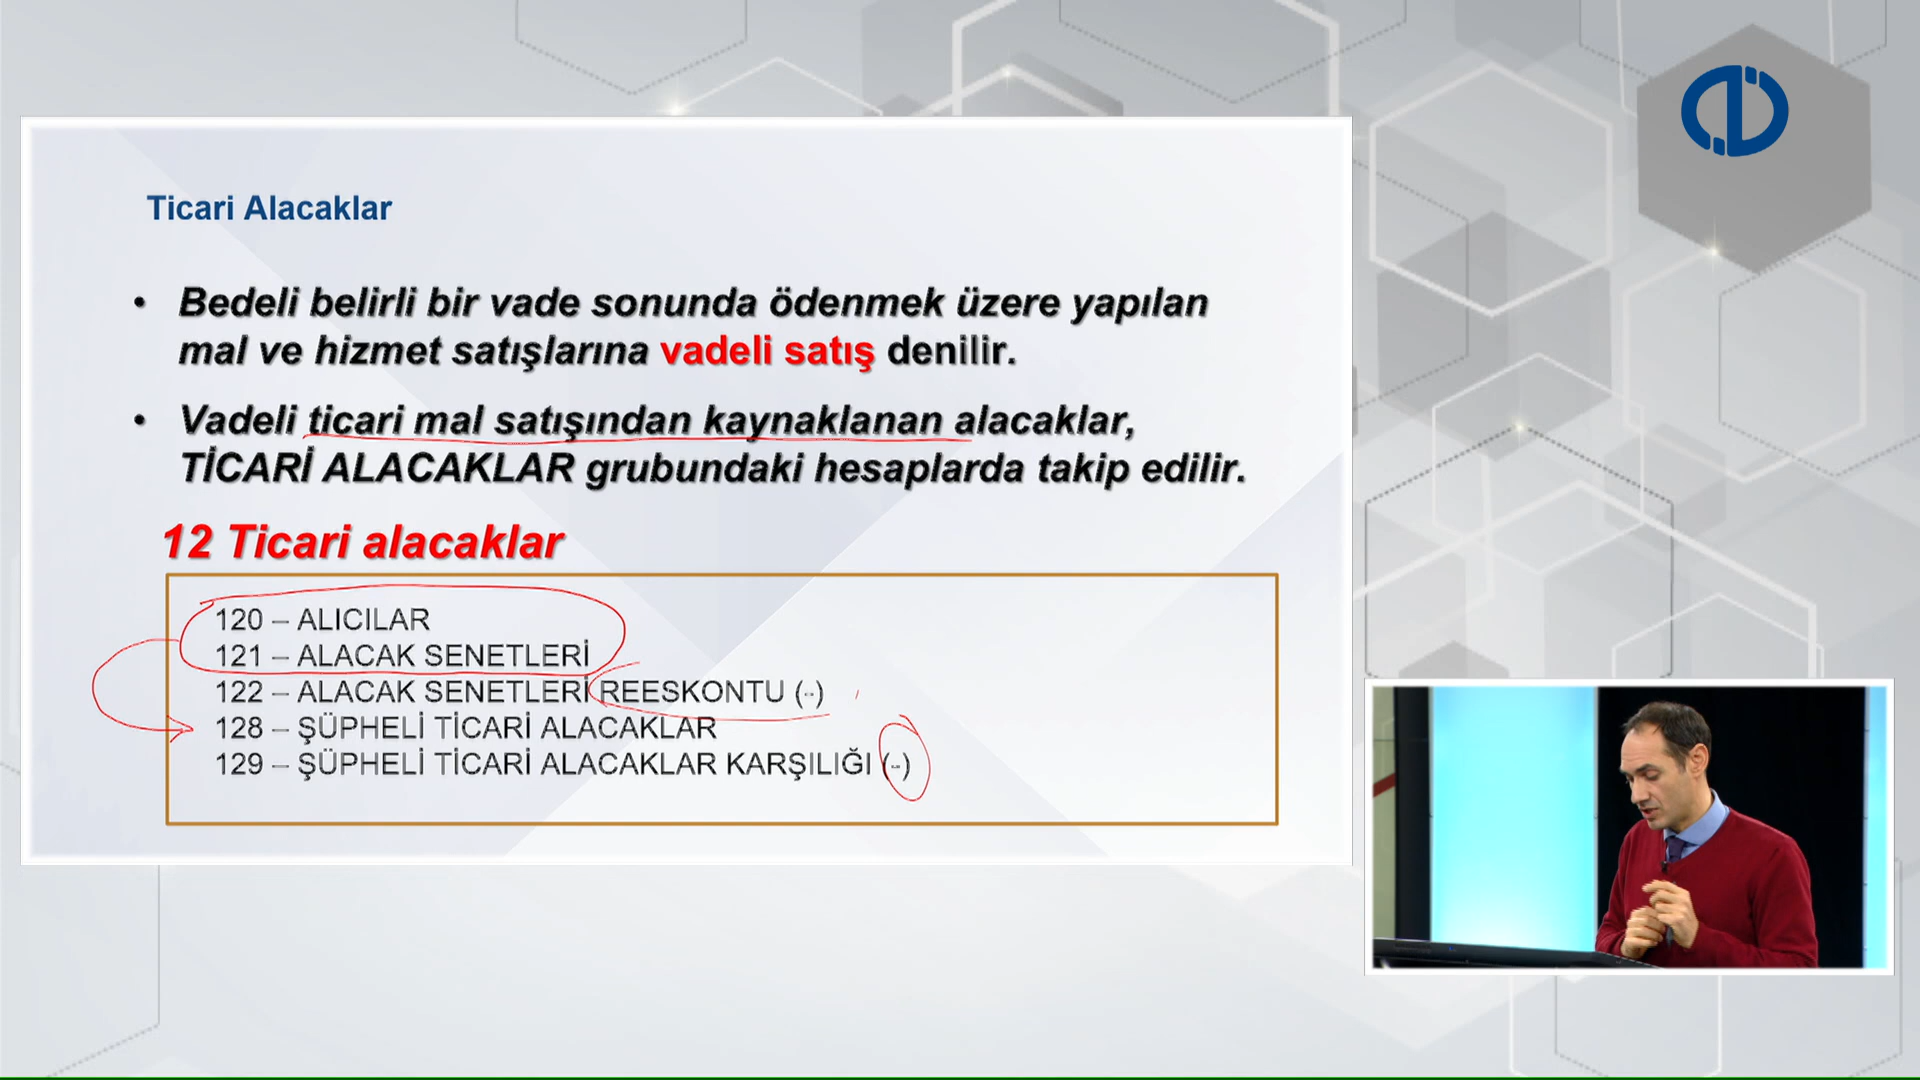 Ticari Alacaklar
• Bedeli belirli bir vade sonunda ödenmek üzere yapılan
mal ve hizmet satışlarına vadeli satış denilir.
• Vadeli ticari mal satışından kaynaklanan alacaklar,
TİCARİ ALACAKLAR grubundaki hesaplarda takip edilir.
12 Ticari alacaklar
120 – ALICILAR
121 – ALACAK SENETLERİ
122 – ALACAK SENETLERİ REESKONTU (-)
128 – ŞÜPHELİ TİCARİ ALACAKLAR
129 – ŞÜPHELİ TİCARİ ALACAKLAR KARŞILIĞI (-)